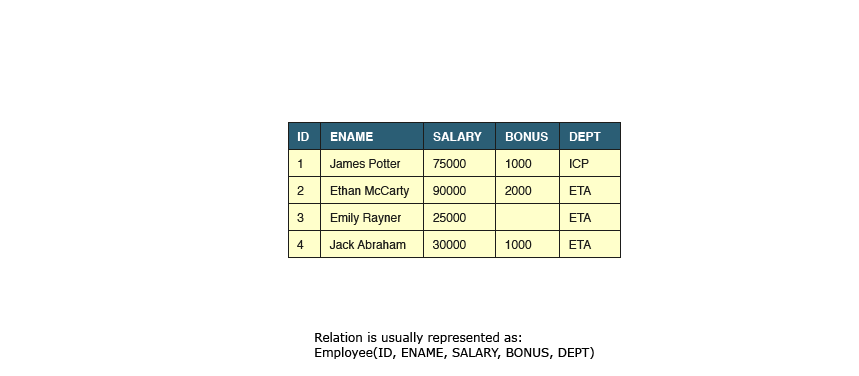 ID ENAME SALARY BONUS DEPT
1 James Potter 75000 1000 ICP
2 Ethan McCarty 90000 2000 ETA
3 Emily Rayner 25000 ETA
4 Jack Abraham 30000 1000 ETA
Relation is usually represented as:
Employee(ID, ENAME, SALARY, BONUS, DEPT)